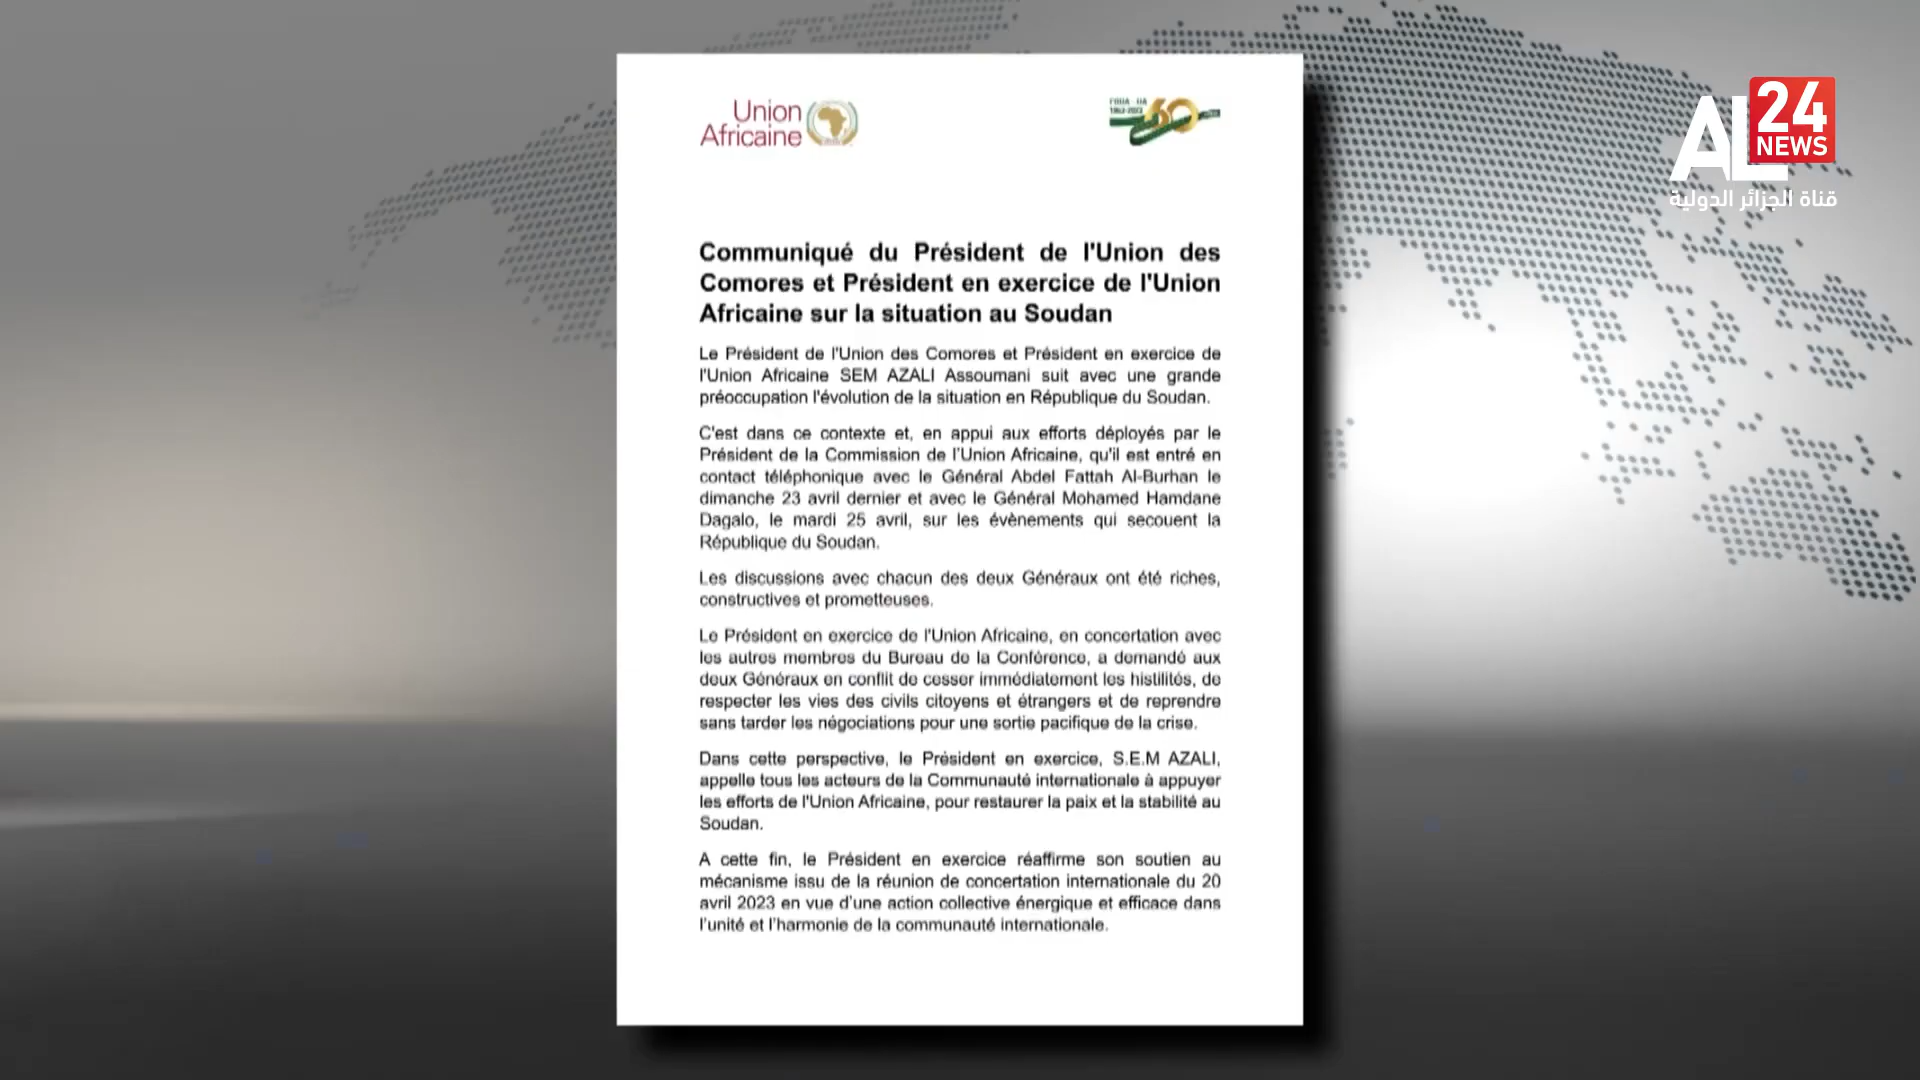 Union
Africaine
1963-2023
60
AL
24
NEWS
قناة الجزائر الدولية
Communiqué du Président de l'Union des
Comores et Président en exercice de l'Union
Africaine sur la situation au Soudan
Le Président de l'Union des Comores et Président en exercice de
l'Union Africaine SEM AZALI Assoumani suit avec une grande
préoccupation l'évolution de la situation en République du Soudan.
C'est dans ce contexte et, en appui aux efforts déployés par le
Président de la Commission de l'Union Africaine, qu'il est entré en
contact téléphonique avec le Général Abdel Fattah Al-Burhan le
dimanche 23 avril dernier et avec le Général Mohamed Hamdane
Dagalo, le mardi 25 avril, sur les évènements qui secouent la
République du Soudan.
Les discussions avec chacun des deux Généraux ont été riches,
constructives et prometteuses.
Le Président en exercice de l'Union Africaine, en concertation avec
les autres membres du Bureau de la Conférence, a demandé aux
deux Généraux en conflit de cesser immédiatement les histilités, de
respecter les vies des civils citoyens et étrangers et de reprendre
sans tarder les négociations pour une sortie pacifique de la crise.
Dans cette perspective, le Président en exercice, S.E.M AZALI,
appelle tous les acteurs de la Communauté internationale à appuyer
les efforts de l'Union Africaine, pour restaurer la paix et la stabilité au
Soudan.
A cette fin, le Président en exercice réaffirme son soutien au
mécanisme issu de la réunion de concertation internationale du 20
avril 2023 en vue d'une action collective énergique et efficace dans
l'unité et l'harmonie de la communauté internationale.